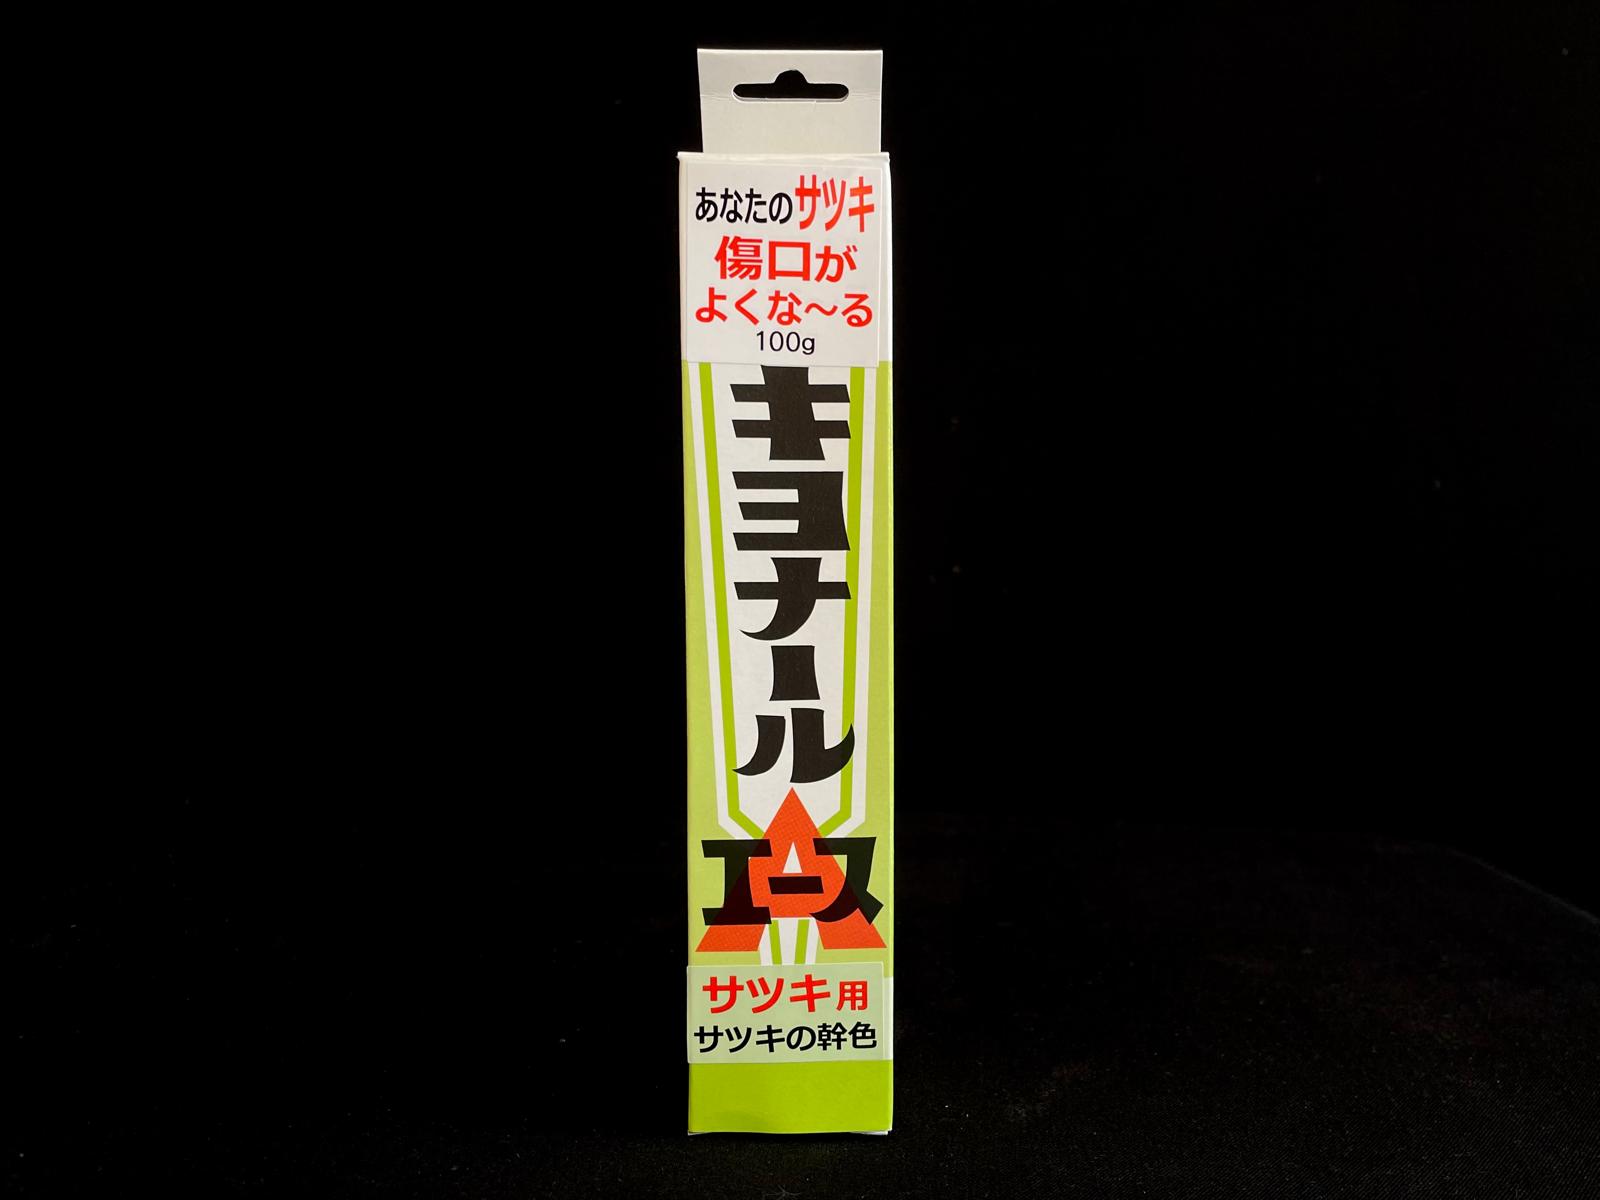 あなたのサツキ
傷口が
よくな〜る
100g
キヨナール
エース
サツキ用
サツキの幹色